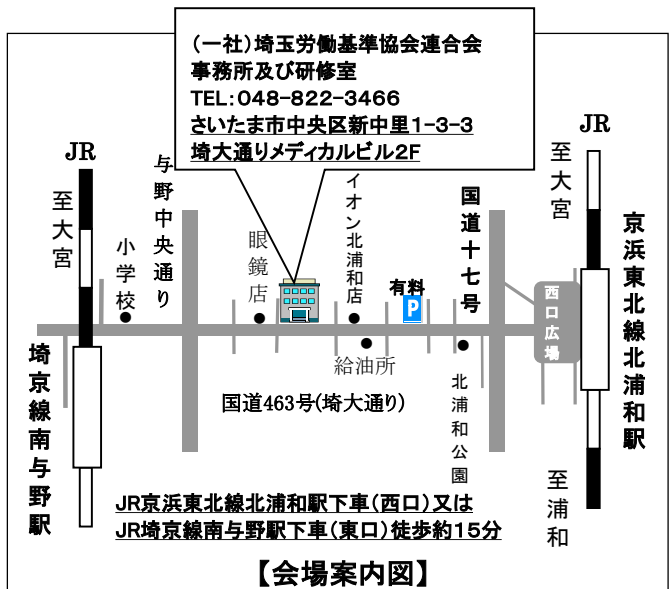 (一社)埼玉労働基準協会連合会
事務所及び研修室
TEL:048-822-3466
さいたま市中央区新中里1-3-3
埼大通りメディカルビル2F
JR
至大宮
小学校
与野中央通り
眼鏡店
イオン北浦和店
有料
P
国道十七号
JR
至大宮
京浜東北線北浦和駅
西口広場
埼京線南与野駅
給油所
国道463号(埼大通り)
北浦和公園
至浦和
JR京浜東北線北浦和駅下車(西口)又は
JR埼京線南与野駅下車(東口)徒歩約15分
【会場案内図】